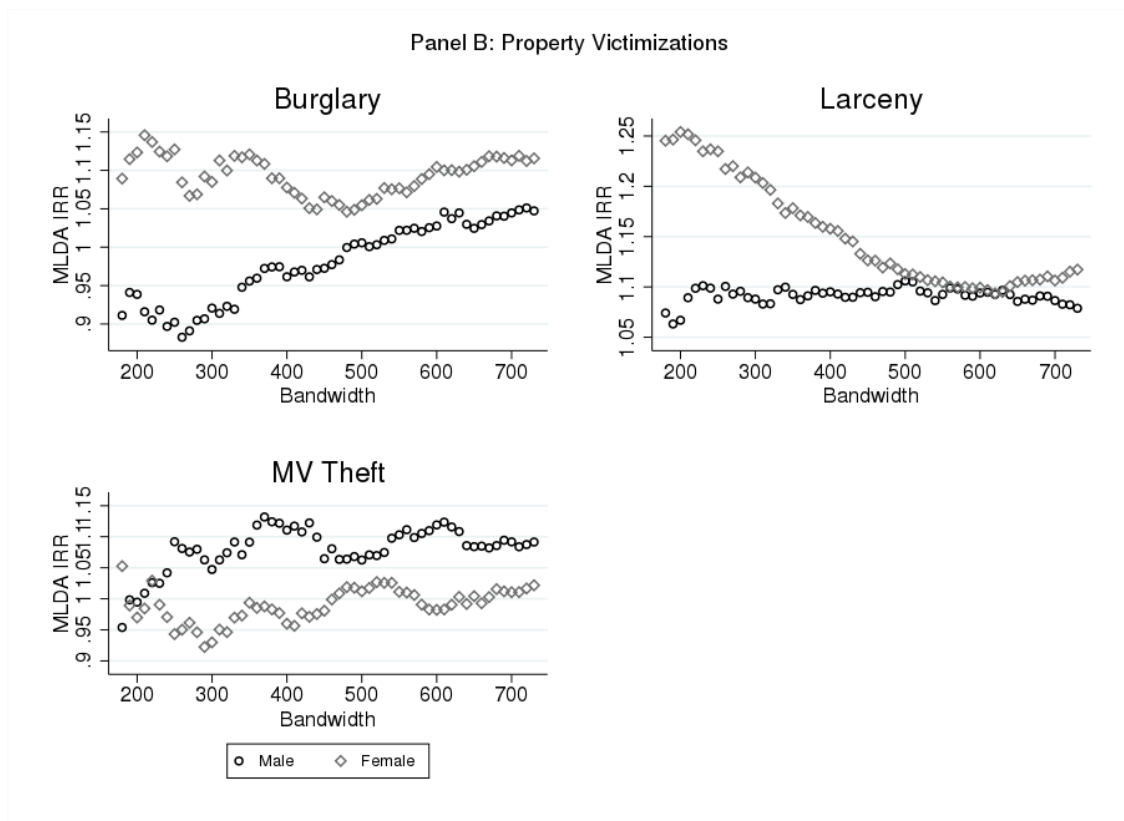 Panel B: Property Victimizations
Burglary
MLDA IRR
.9 .95 1 1.05 1.1 1.15
200 300 400 500 600 700
Bandwidth
Larceny
MLDA IRR
1.05 1.1 1.15 1.2 1.25
200 300 400 500 600 700
Bandwidth
MV Theft
MLDA IRR
.9 .95 1 1.05 1.1 1.15
200 300 400 500 600 700
Bandwidth
Male Female